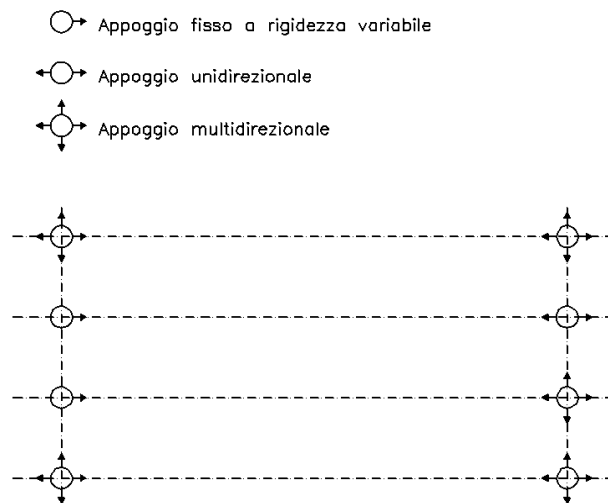 Appoggio fisso a rigidezza variabile
Appoggio unidirezionale
Appoggio multidirezionale